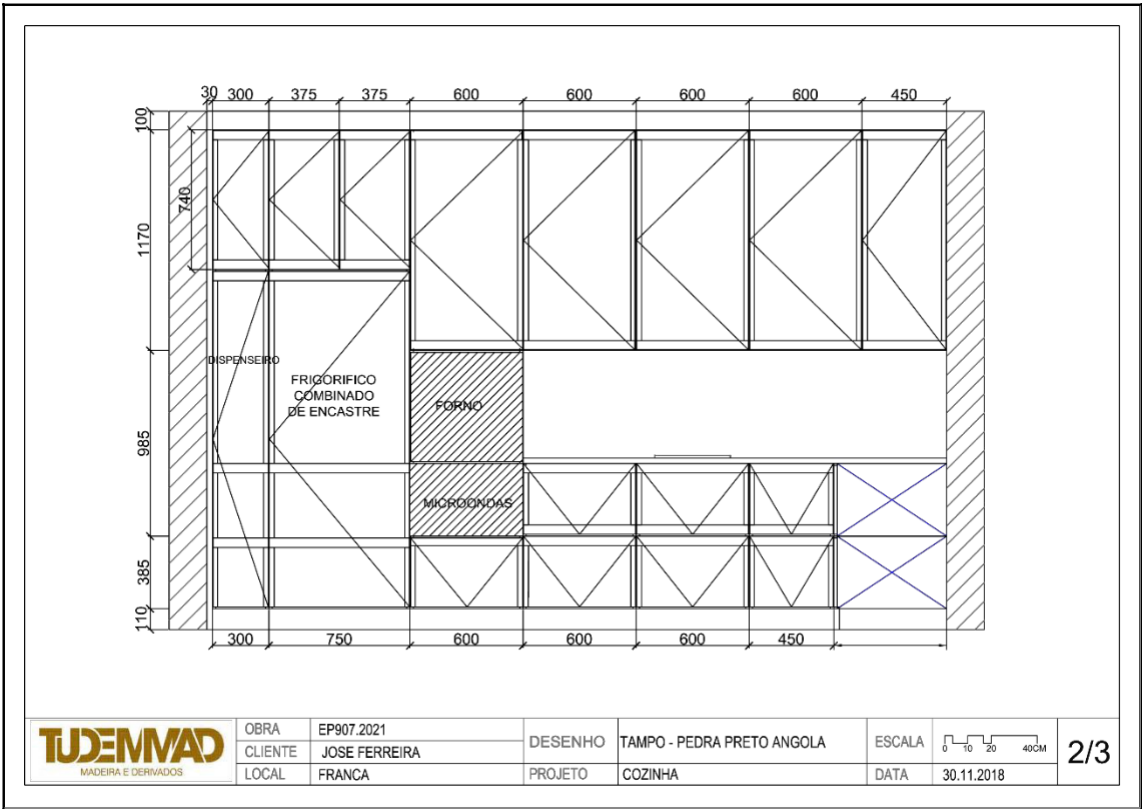 30 300 375 375 600 600 600 600 450
100
740
1170
DISPENSEIRO
FRIGORIFICO
COMBINADO
DE ENCASTRE
FORNO
985
MICROONDAS
385
110
300 750 600 600 600 450
TUDEMMAD
MADEIRA E DERIVADOS
OBRA EP907.2021
CLIENTE JOSE FERREIRA
LOCAL FRANCA
DESENHO TAMPO - PEDRA PRETO ANGOLA
PROJETO COZINHA
ESCALA 0 10 20 40CM
DATA 30.11.2018
2/3